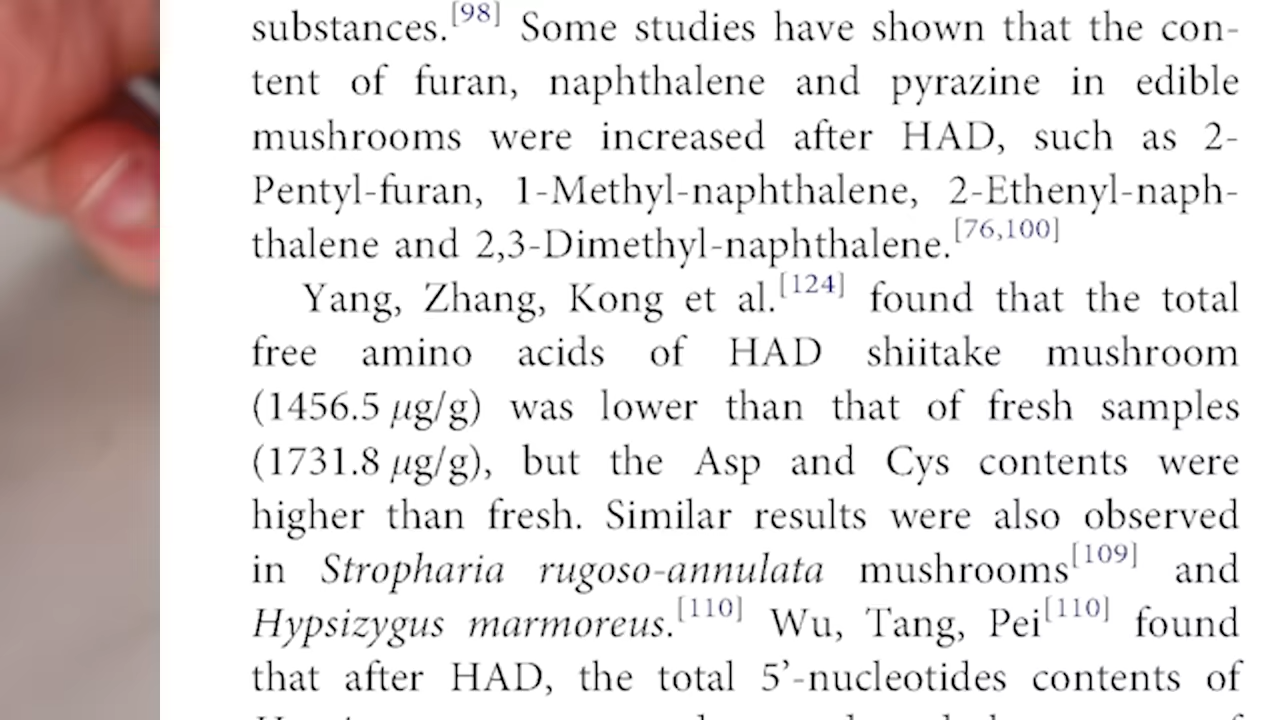 substances.[98] Some studies have shown that the con-
tent of furan, naphthalene and pyrazine in edible
mushrooms were increased after HAD, such as 2-
Pentyl-furan, 1-Methyl-naphthalene, 2-Ethenyl-naph-
thalene and 2,3-Dimethyl-naphthalene.[76,100]
Yang, Zhang, Kong et al.[124] found that the total
free amino acids of HAD shiitake mushroom
(1456.5 μg/g) was lower than that of fresh samples
(1731.8 μg/g), but the Asp and Cys contents were
higher than fresh. Similar results were also observed
in Stropharia rugoso-annulata mushrooms[109] and
Hypsizygus marmoreus.[110] Wu, Tang, Pei[110] found
that after HAD, the total 5’-nucleotides contents of